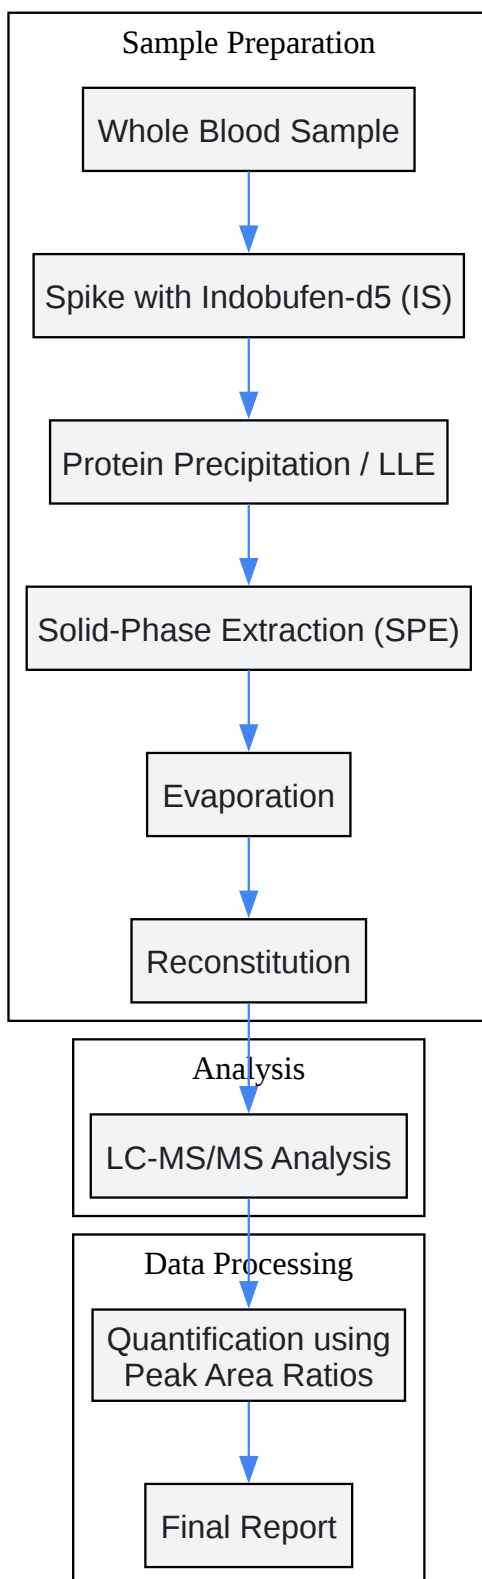 Sample Preparation
Whole Blood Sample
Spike with Indobufen-d5 (IS)
Protein Precipitation / LLE
Solid-Phase Extraction (SPE)
Evaporation
Reconstitution
Analysis
LC-MS/MS Analysis
Data Processing
Quantification using
Peak Area Ratios
Final Report